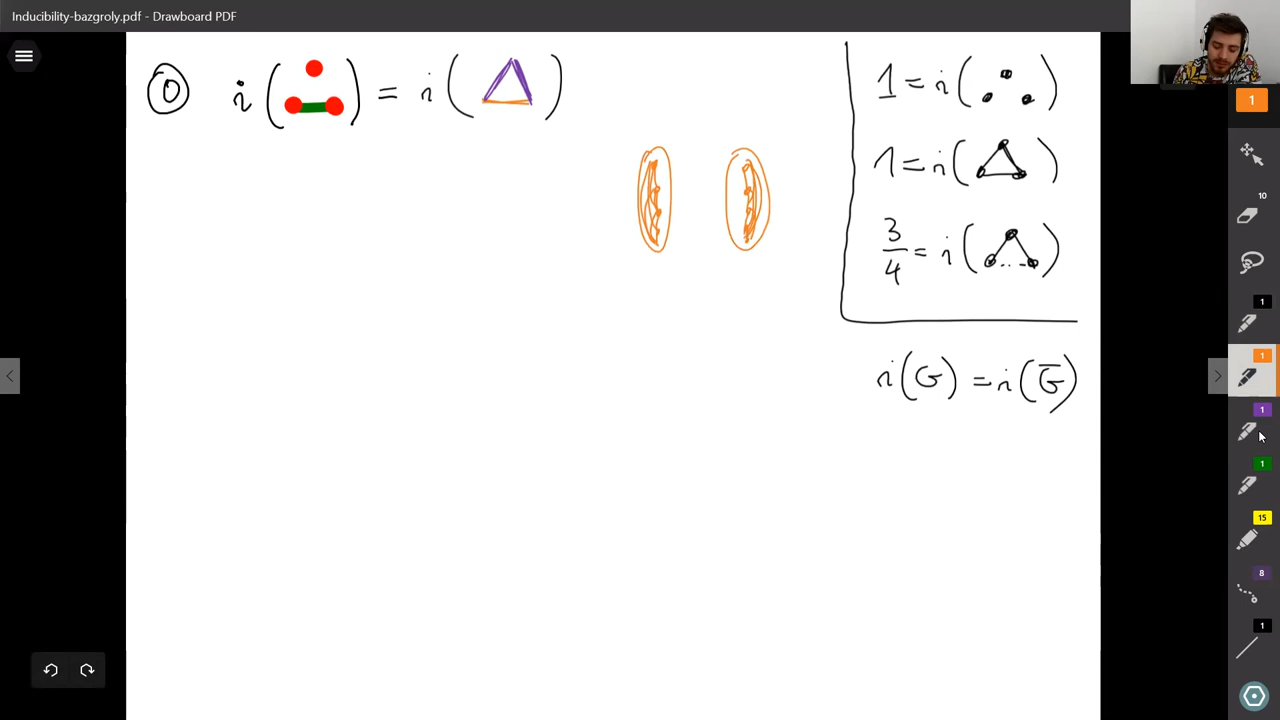 Inducibility-bazgroly.pdf - Drawboard PDF
0 i( ) = i( )
1 = i( )
1 = i( )
3/4 = i( )
i(G) = i(G̅)
1
10
1
1
1
1
15
8
1